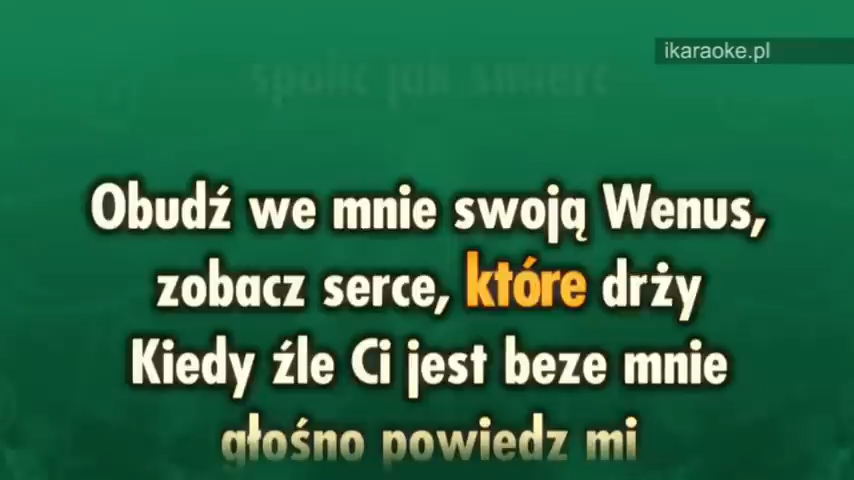 ikaraoke.pl
spolić jak śmierć
Obudź we mnie swoją Wenus,
zobacz serce, które drży
Kiedy źle Ci jest beze mnie
głośno powiedz mi